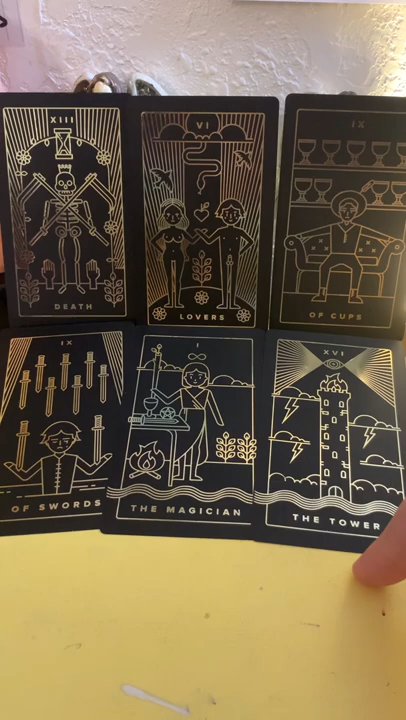 XIII
DEATH
VI
LOVERS
IX
OF CUPS
IX
OF SWORDS
I
THE MAGICIAN
XVI
THE TOWER